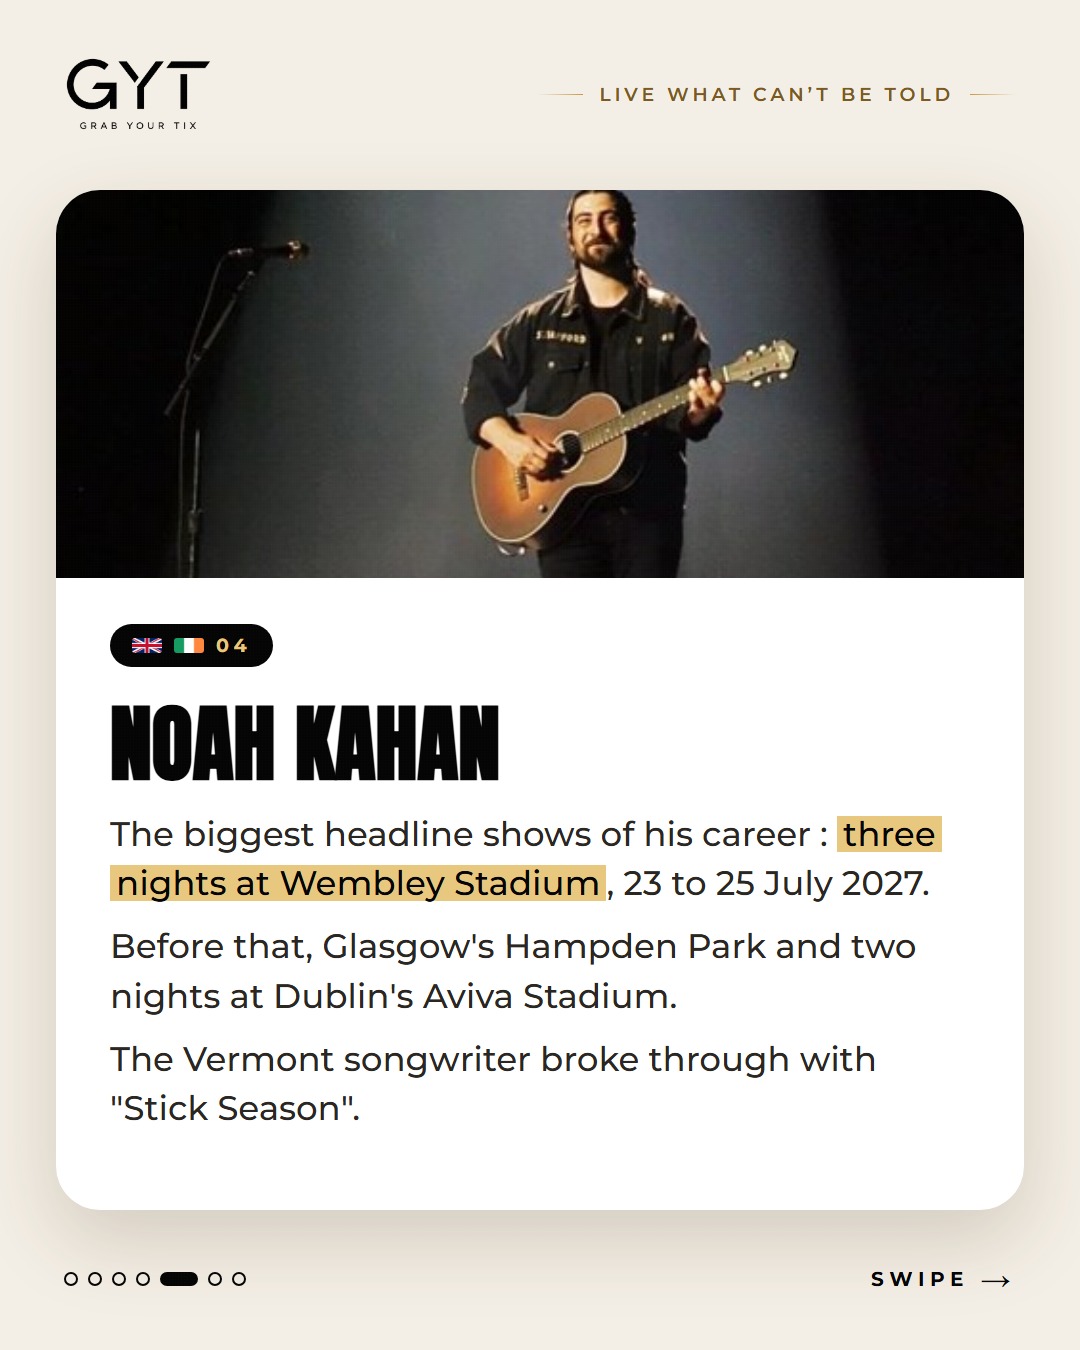 GYT
GRAB YOUR TIX
LIVE WHAT CAN’T BE TOLD
04
NOAH KAHAN
The biggest headline shows of his career : three
nights at Wembley Stadium, 23 to 25 July 2027.
Before that, Glasgow's Hampden Park and two
nights at Dublin's Aviva Stadium.
The Vermont songwriter broke through with
"Stick Season".
SWIPE →